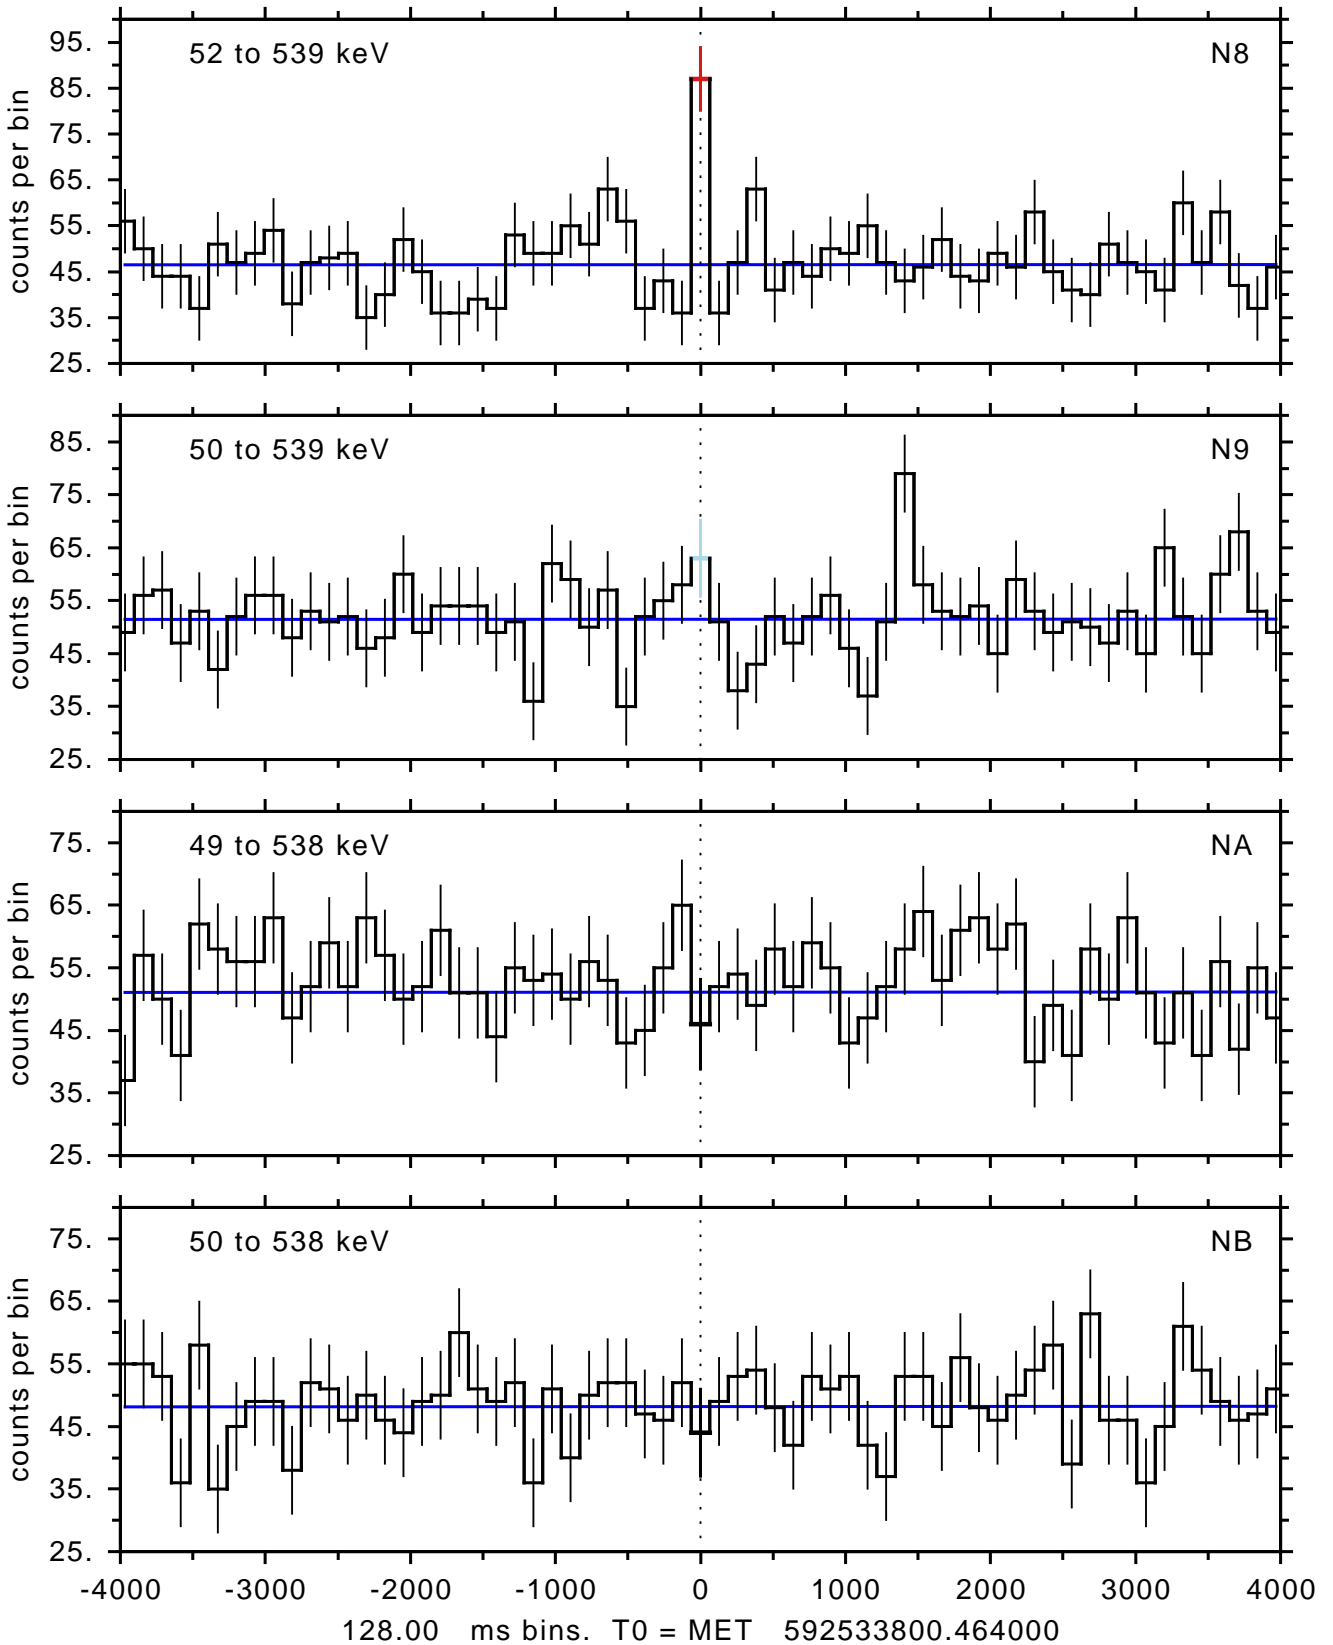 52 to 539 keV N8
95.
85.
75.
65.
55.
45.
35.
25.
counts per bin
50 to 539 keV N9
85.
75.
65.
55.
45.
35.
25.
counts per bin
49 to 538 keV NA
75.
65.
55.
45.
35.
25.
counts per bin
50 to 538 keV NB
75.
65.
55.
45.
35.
25.
counts per bin
-4000 -3000 -2000 -1000 0 1000 2000 3000 4000
128.00 ms bins. T0 = MET 592533800.464000